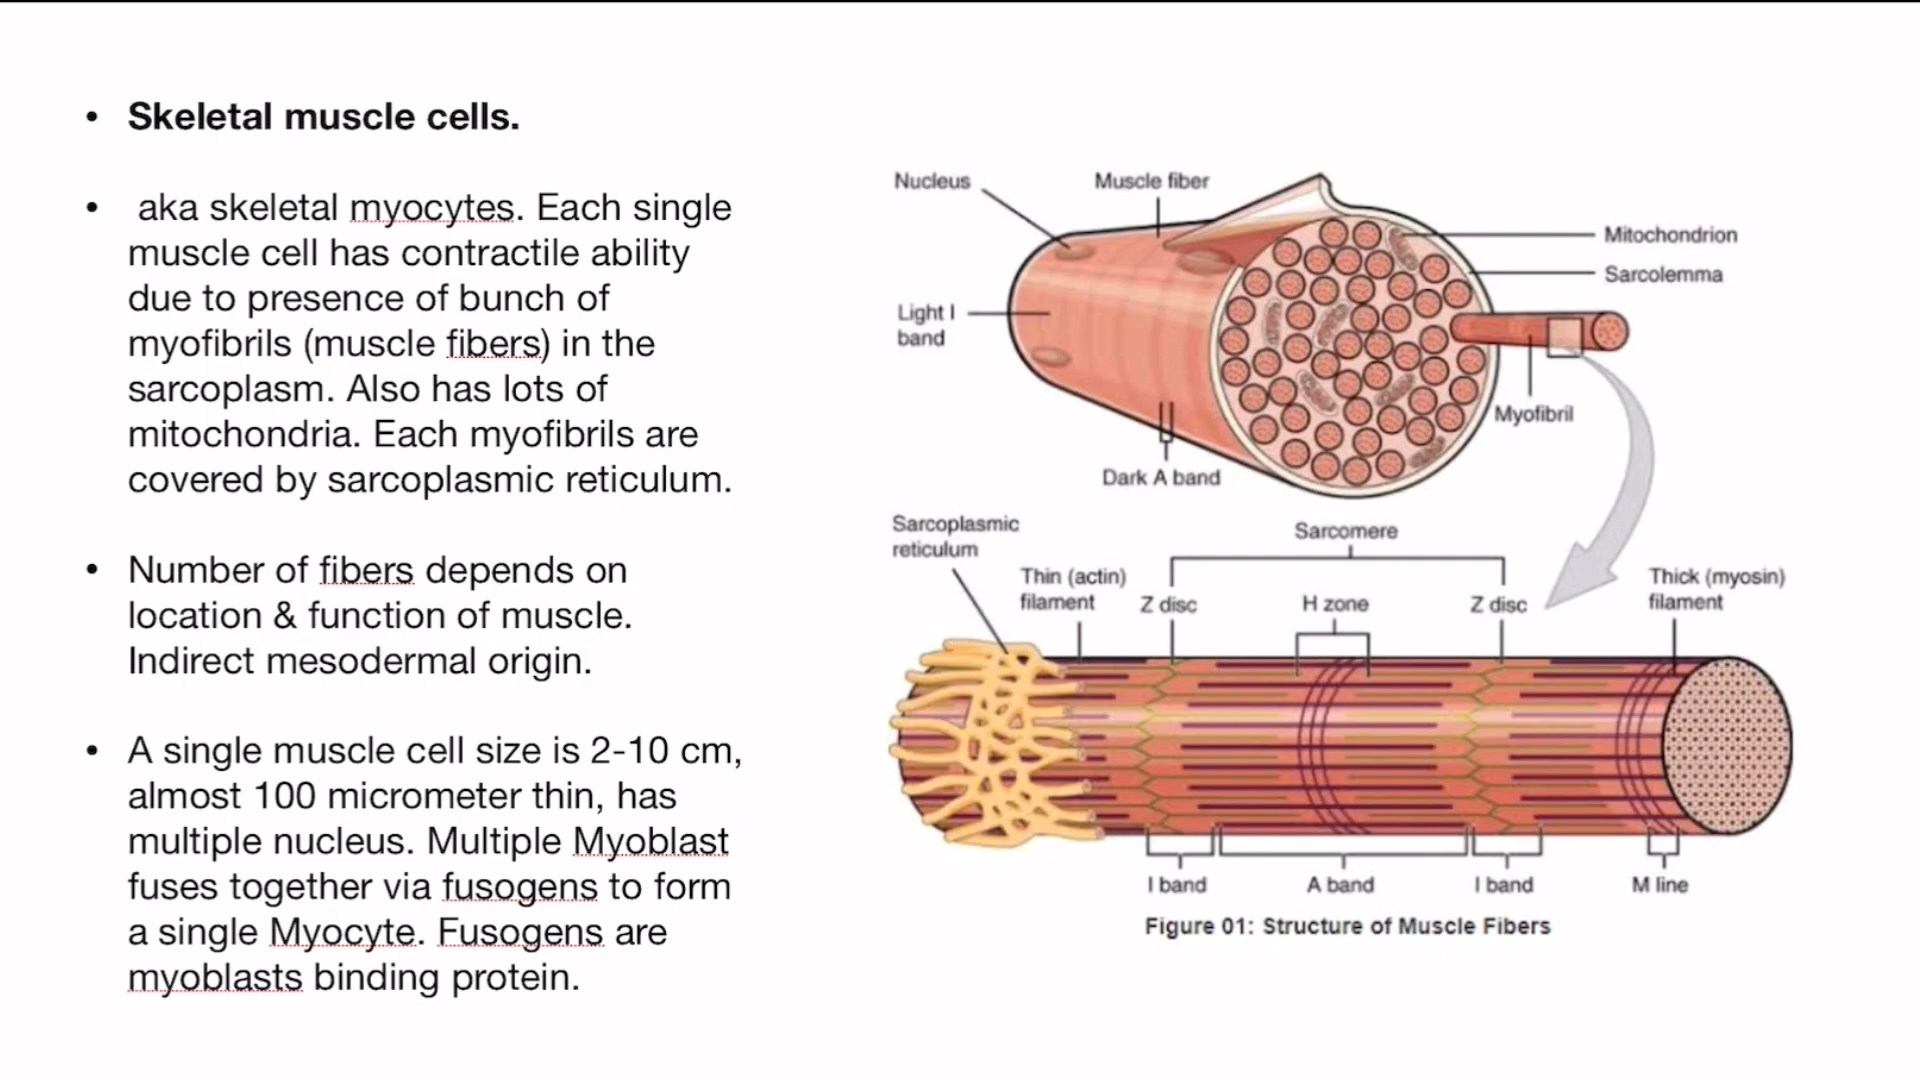 • Skeletal muscle cells.
• aka skeletal myocytes. Each single
muscle cell has contractile ability
due to presence of bunch of
myofibrils (muscle fibers) in the
sarcoplasm. Also has lots of
mitochondria. Each myofibrils are
covered by sarcoplasmic reticulum.
• Number of fibers depends on
location & function of muscle.
Indirect mesodermal origin.
• A single muscle cell size is 2-10 cm,
almost 100 micrometer thin, has
multiple nucleus. Multiple Myoblast
fuses together via fusogens to form
a single Myocyte. Fusogens are
myoblasts binding protein.
Nucleus
Muscle fiber
Mitochondrion
Sarcolemma
Light I
band
Myofibril
Dark A band
Sarcoplasmic
reticulum
Sarcomere
Thin (actin)
filament
Z disc
H zone
Z disc
Thick (myosin)
filament
I band
A band
I band
M line
Figure 01: Structure of Muscle Fibers